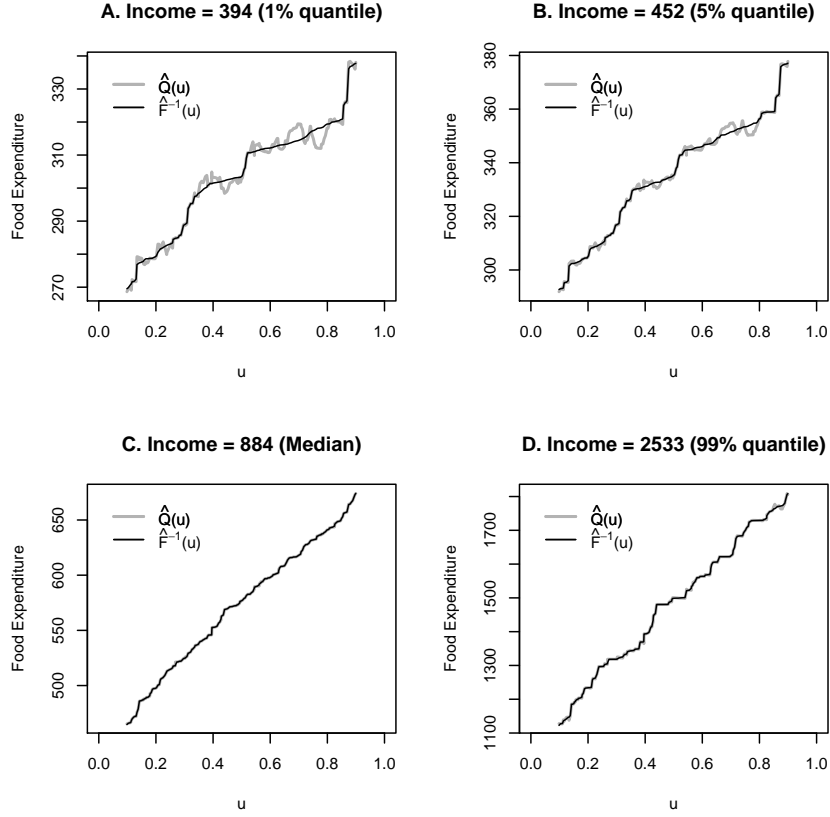 A. Income = 394 (1% quantile)
Food Expenditure
270 290 310 330
Q̂(u)
F̂⁻¹(u)
0.0 0.2 0.4 0.6 0.8 1.0
u
B. Income = 452 (5% quantile)
Food Expenditure
300 320 340 360 380
Q̂(u)
F̂⁻¹(u)
0.0 0.2 0.4 0.6 0.8 1.0
u
C. Income = 884 (Median)
Food Expenditure
500 550 600 650
Q̂(u)
F̂⁻¹(u)
0.0 0.2 0.4 0.6 0.8 1.0
u
D. Income = 2533 (99% quantile)
Food Expenditure
1100 1300 1500 1700
Q̂(u)
F̂⁻¹(u)
0.0 0.2 0.4 0.6 0.8 1.0
u